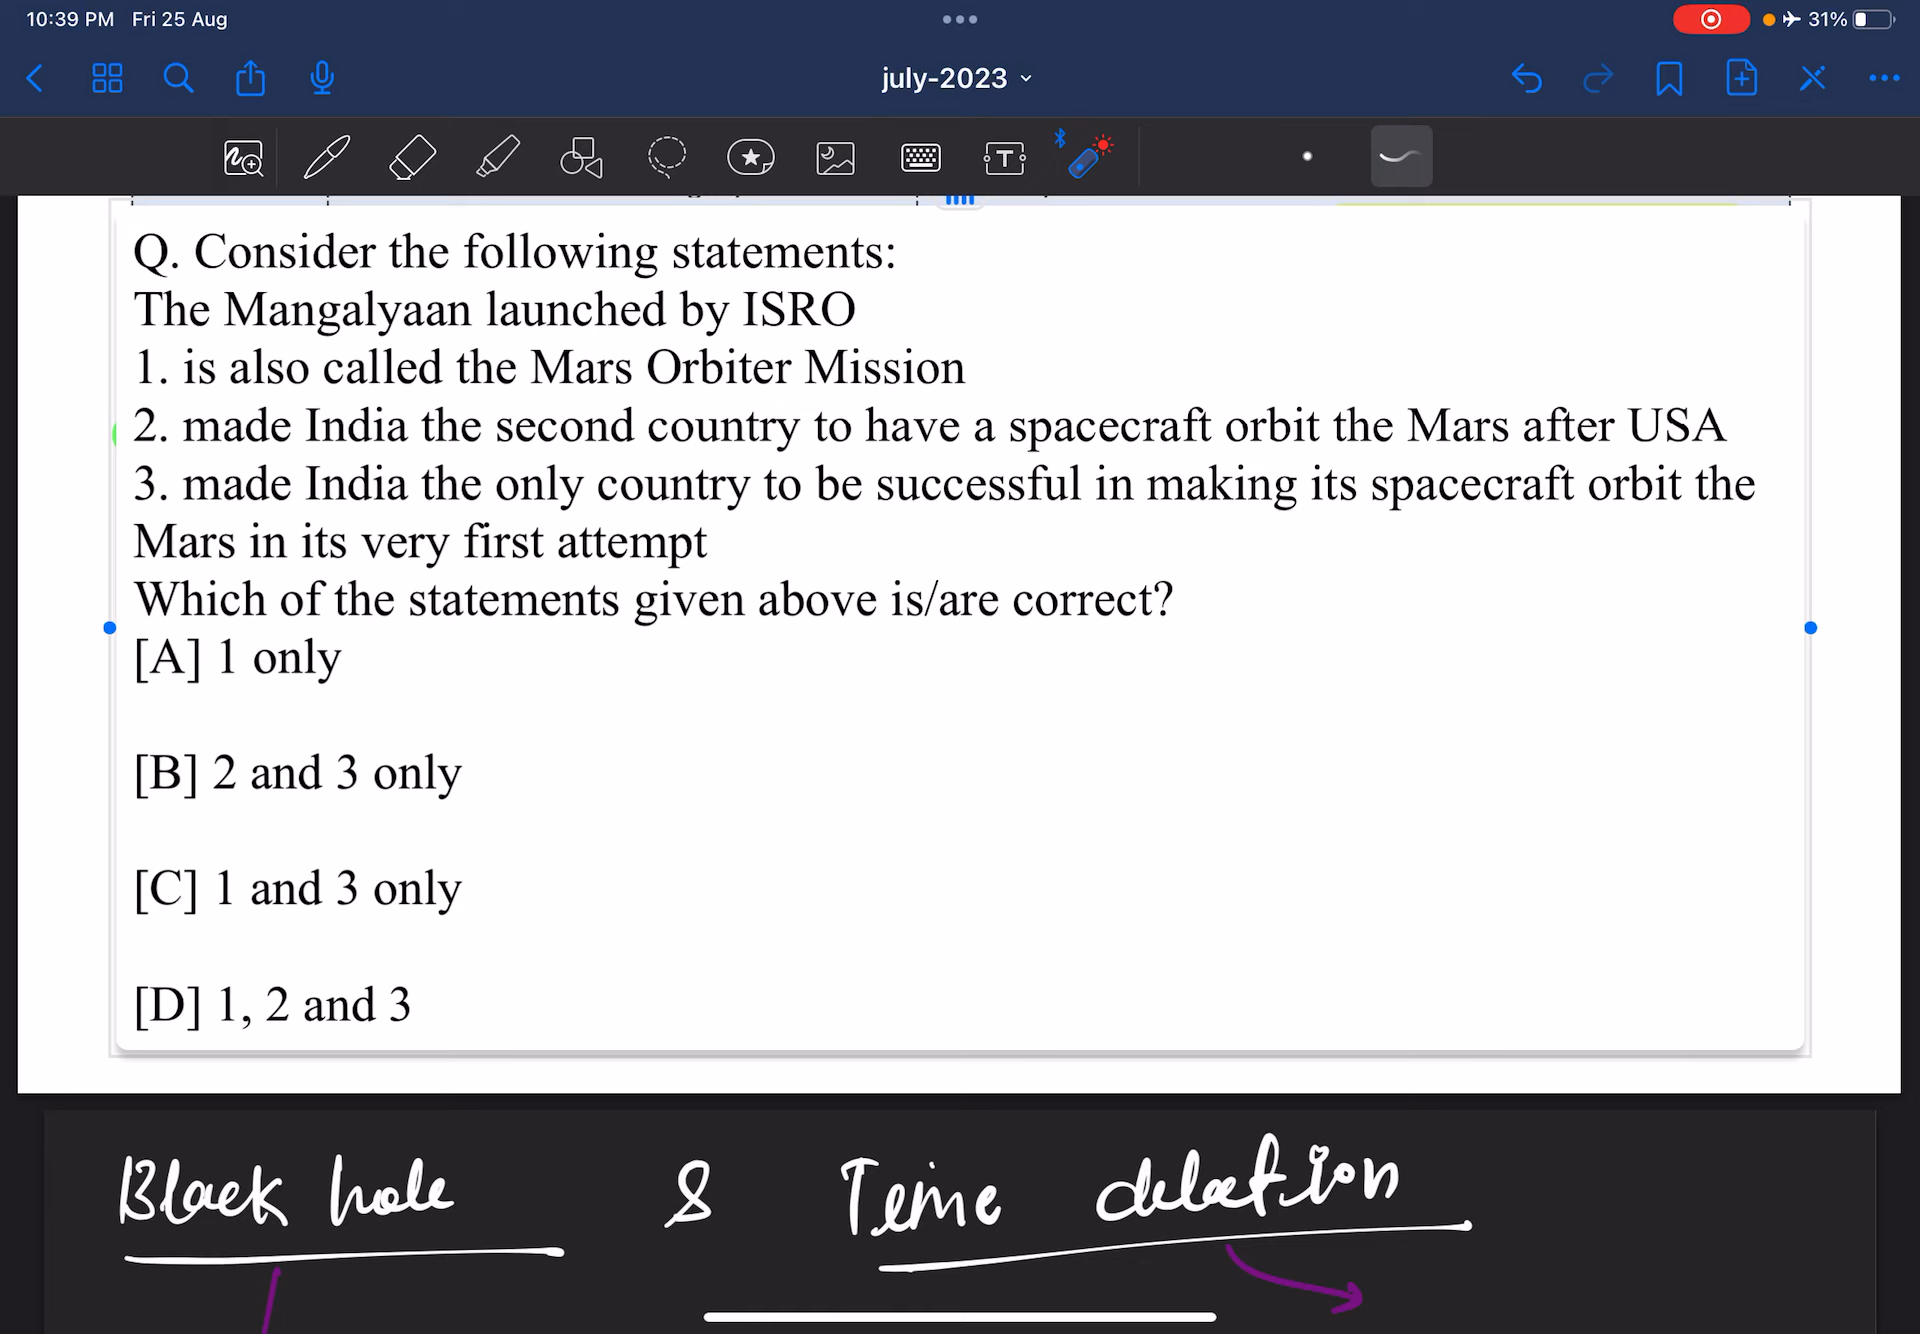 10:39 PM Fri 25 Aug
31%
july-2023
Q. Consider the following statements:
The Mangalyaan launched by ISRO
1. is also called the Mars Orbiter Mission
2. made India the second country to have a spacecraft orbit the Mars after USA
3. made India the only country to be successful in making its spacecraft orbit the
Mars in its very first attempt
Which of the statements given above is/are correct?
[A] 1 only
[B] 2 and 3 only
[C] 1 and 3 only
[D] 1, 2 and 3
Black hole & Time delation